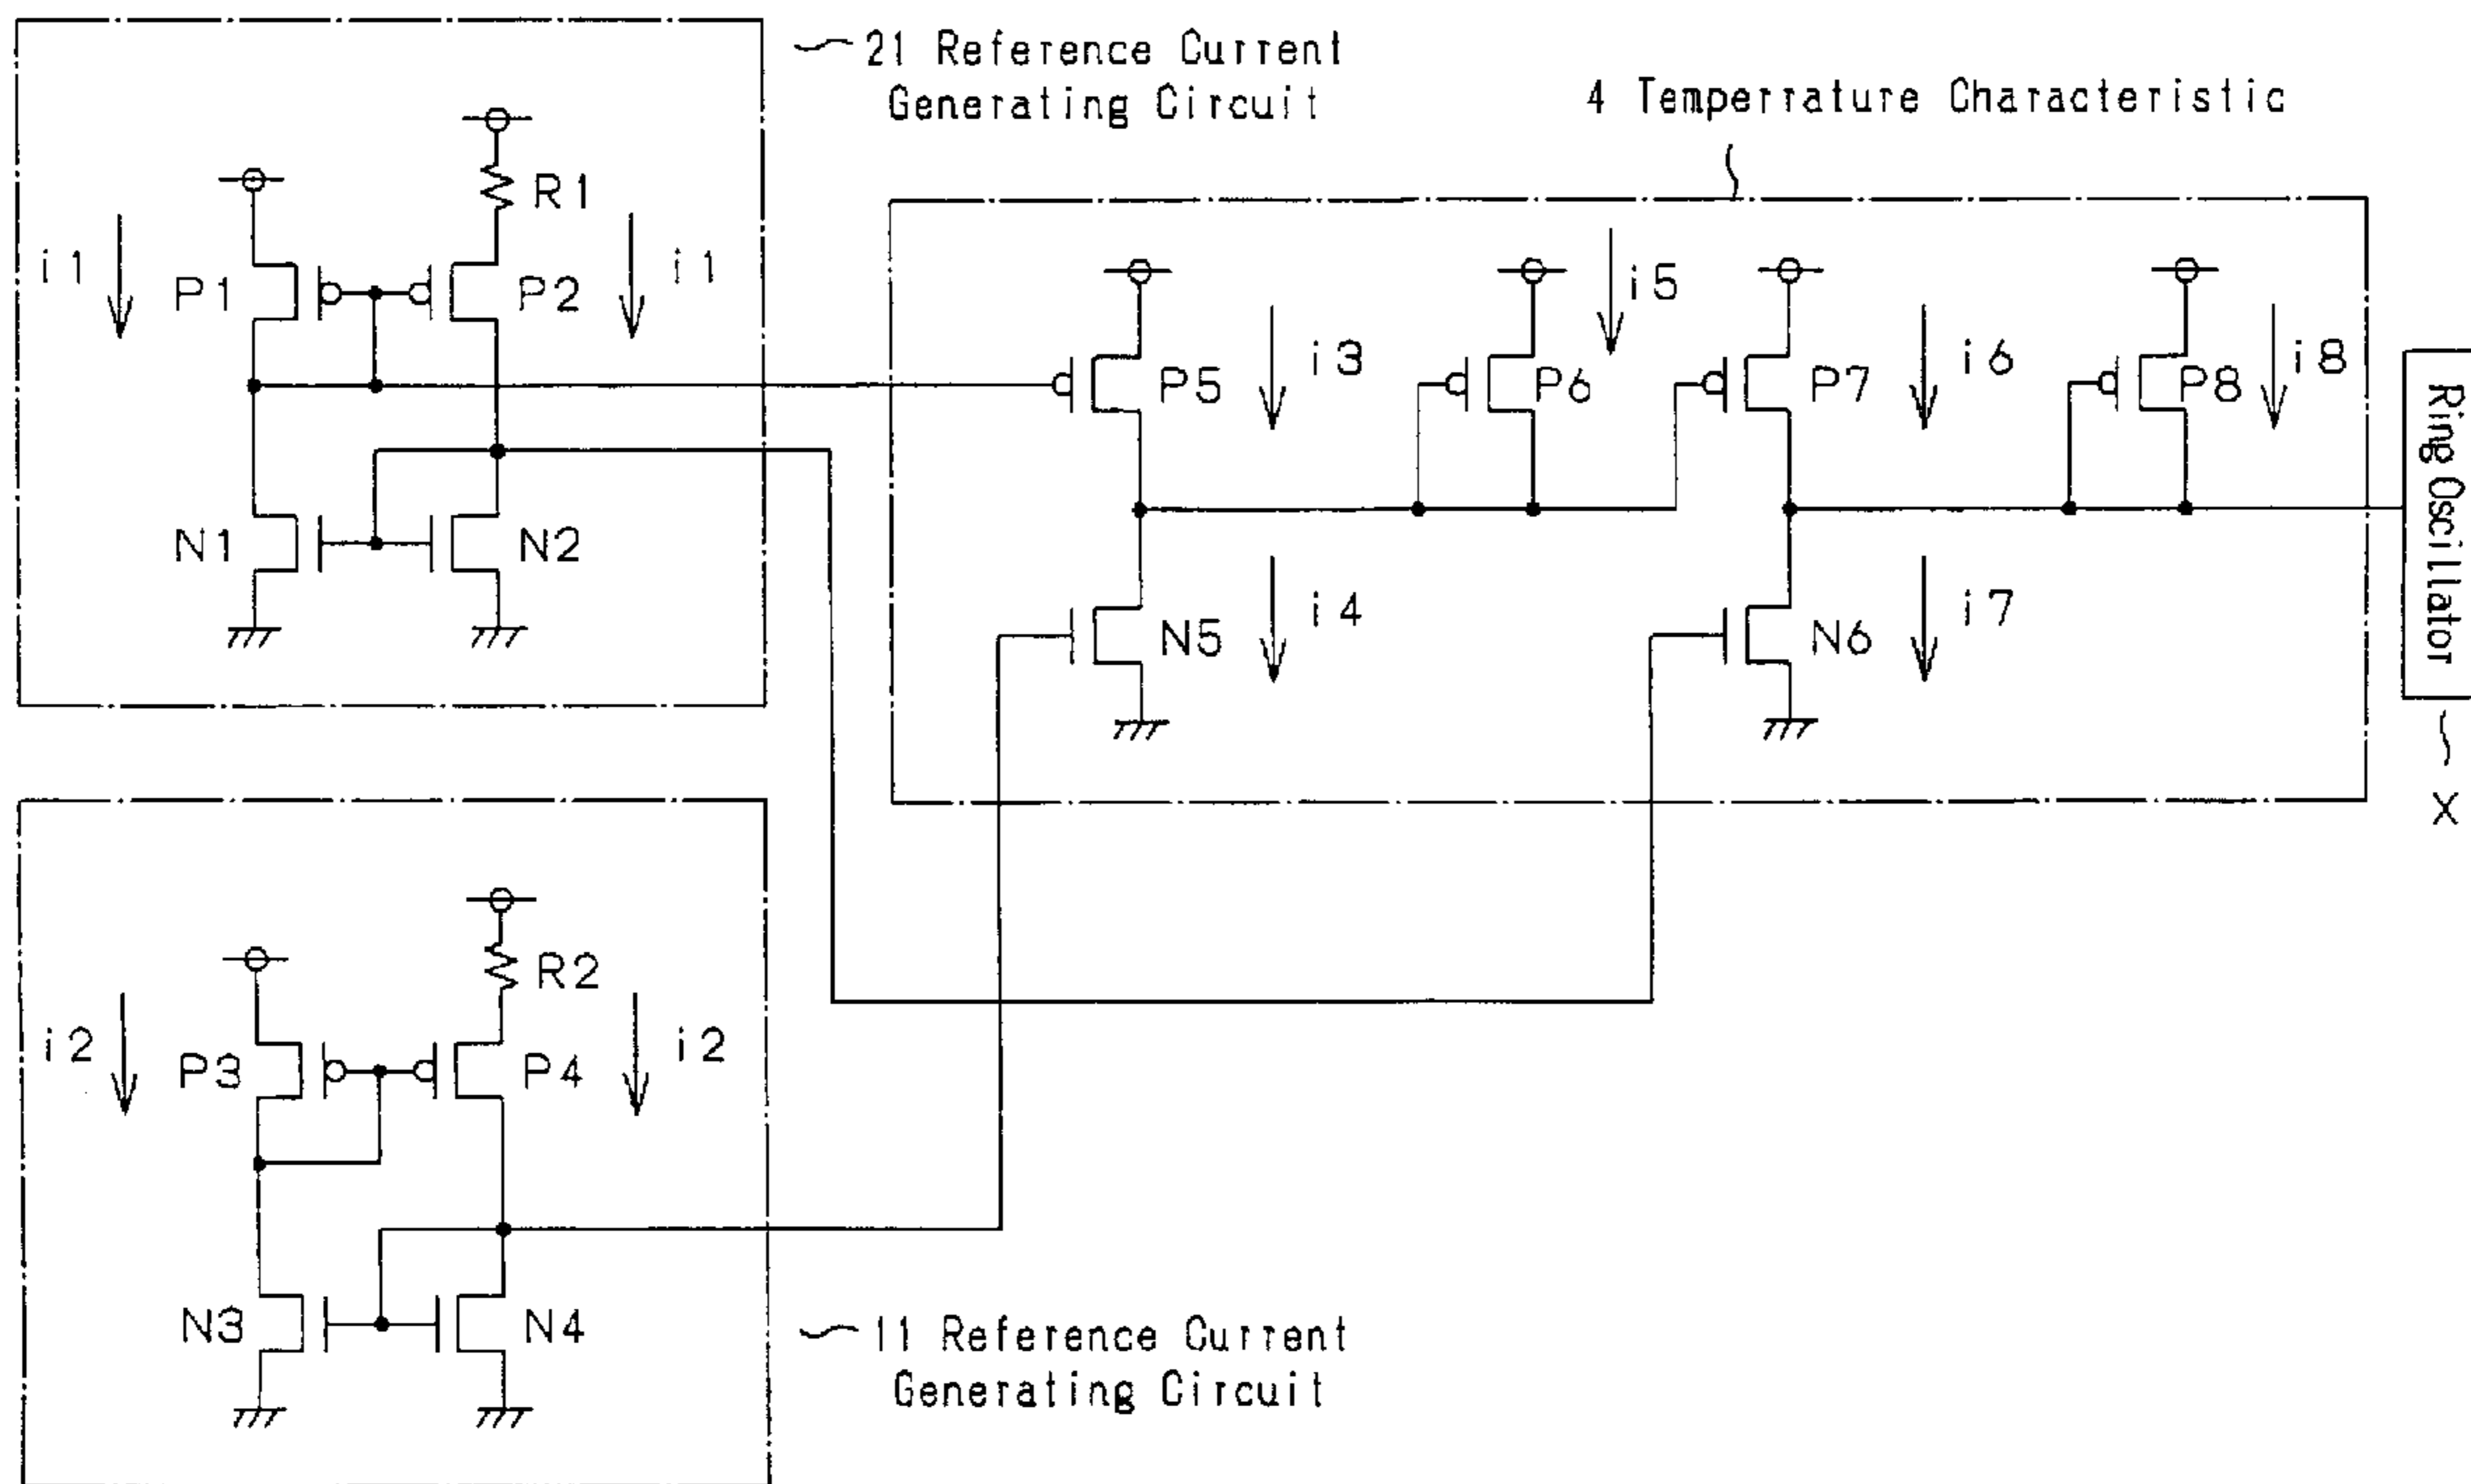 21 Reference Current
Generating Circuit
4 Temperrature Characteristic
R1
i1
P1
P2
i1
i5
i3
P5
P6
P7
i6
P8
i8
Ring Oscillator
N1
N2
i4
N5
N6
i7
X
R2
i2
P3
P4
i2
N3
N4
11 Reference Current
Generating Circuit